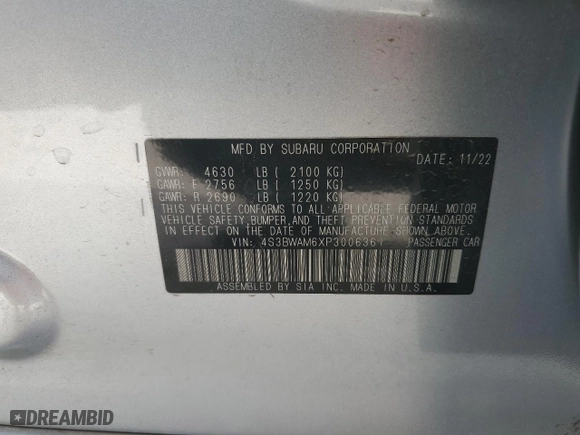 MFD BY SUBARU CORPORATION
DATE: 11/22
GVWR: 4630 LB ( 2100 KG)
GAWR: F 2756 LB ( 1250 KG)
GAWR: R 2690 LB ( 1220 KG)
THIS VEHICLE CONFORMS TO ALL APPLICABLE FEDERAL MOTOR
VEHICLE SAFETY,BUMPER,AND THEFT PREVENTION STANDARDS
IN EFFECT ON THE DATE OF MANUFACTURE SHOWN ABOVE.
VIN: 4S3BWAM6XP3006361 PASSENGER CAR
ASSEMBLED BY SIA INC. MADE IN U.S.A.
DREAMBID